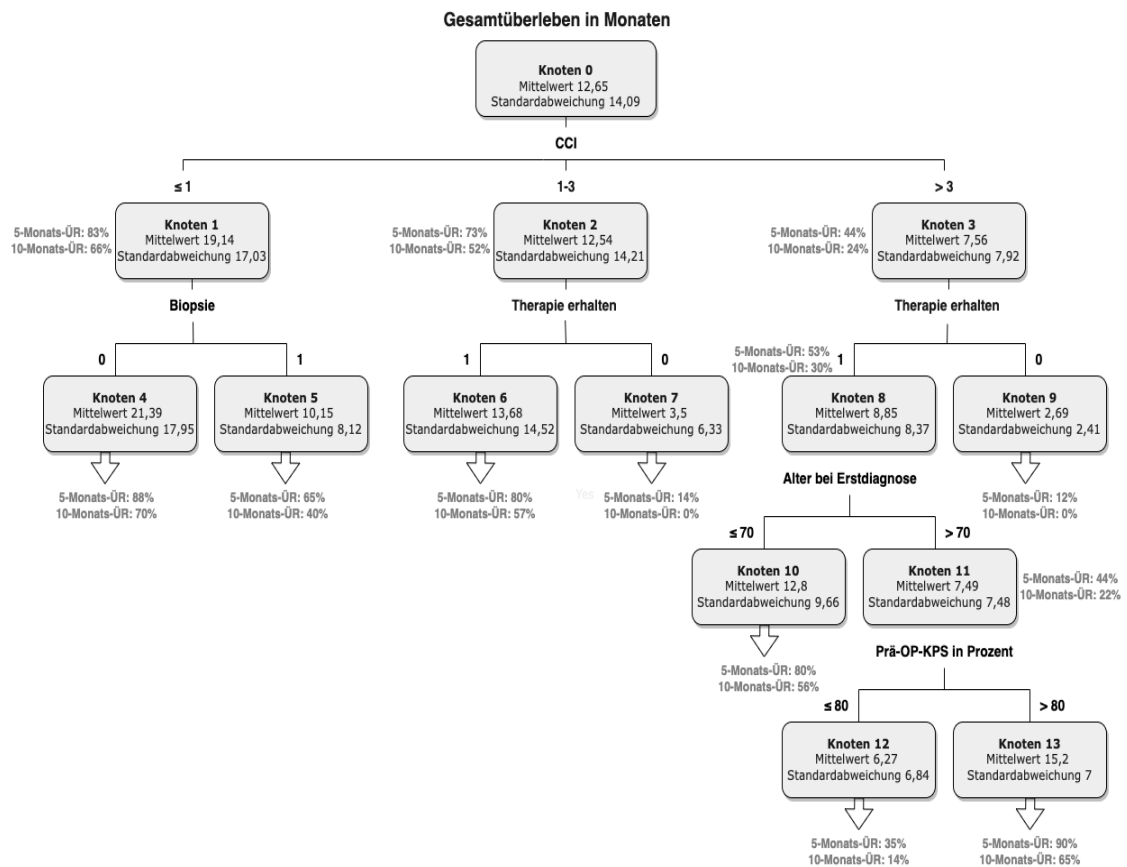 Gesamtüberleben in Monaten
Knoten 0
Mittelwert 12,65
Standardabweichung 14,09
CCI
≤ 1
1-3
> 3
5-Monats-ÜR: 83%
10-Monats-ÜR: 66%
Knoten 1
Mittelwert 19,14
Standardabweichung 17,03
5-Monats-ÜR: 73%
10-Monats-ÜR: 52%
Knoten 2
Mittelwert 12,54
Standardabweichung 14,21
5-Monats-ÜR: 44%
10-Monats-ÜR: 24%
Knoten 3
Mittelwert 7,56
Standardabweichung 7,92
Biopsie
Therapie erhalten
Therapie erhalten
0
1
1
0
5-Monats-ÜR: 53%
10-Monats-ÜR: 30%
1
0
Knoten 4
Mittelwert 21,39
Standardabweichung 17,95
Knoten 5
Mittelwert 10,15
Standardabweichung 8,12
Knoten 6
Mittelwert 13,68
Standardabweichung 14,52
Knoten 7
Mittelwert 3,5
Standardabweichung 6,33
Knoten 8
Mittelwert 8,85
Standardabweichung 8,37
Knoten 9
Mittelwert 2,69
Standardabweichung 2,41
5-Monats-ÜR: 88%
10-Monats-ÜR: 70%
5-Monats-ÜR: 65%
10-Monats-ÜR: 40%
5-Monats-ÜR: 80%
10-Monats-ÜR: 57%
Yes
5-Monats-ÜR: 14%
10-Monats-ÜR: 0%
Alter bei Erstdiagnose
5-Monats-ÜR: 12%
10-Monats-ÜR: 0%
≤ 70
> 70
Knoten 10
Mittelwert 12,8
Standardabweichung 9,66
Knoten 11
Mittelwert 7,49
Standardabweichung 7,48
5-Monats-ÜR: 44%
10-Monats-ÜR: 22%
5-Monats-ÜR: 80%
10-Monats-ÜR: 56%
Prä-OP-KPS in Prozent
≤ 80
> 80
Knoten 12
Mittelwert 6,27
Standardabweichung 6,84
Knoten 13
Mittelwert 15,2
Standardabweichung 7
5-Monats-ÜR: 35%
10-Monats-ÜR: 14%
5-Monats-ÜR: 90%
10-Monats-ÜR: 65%